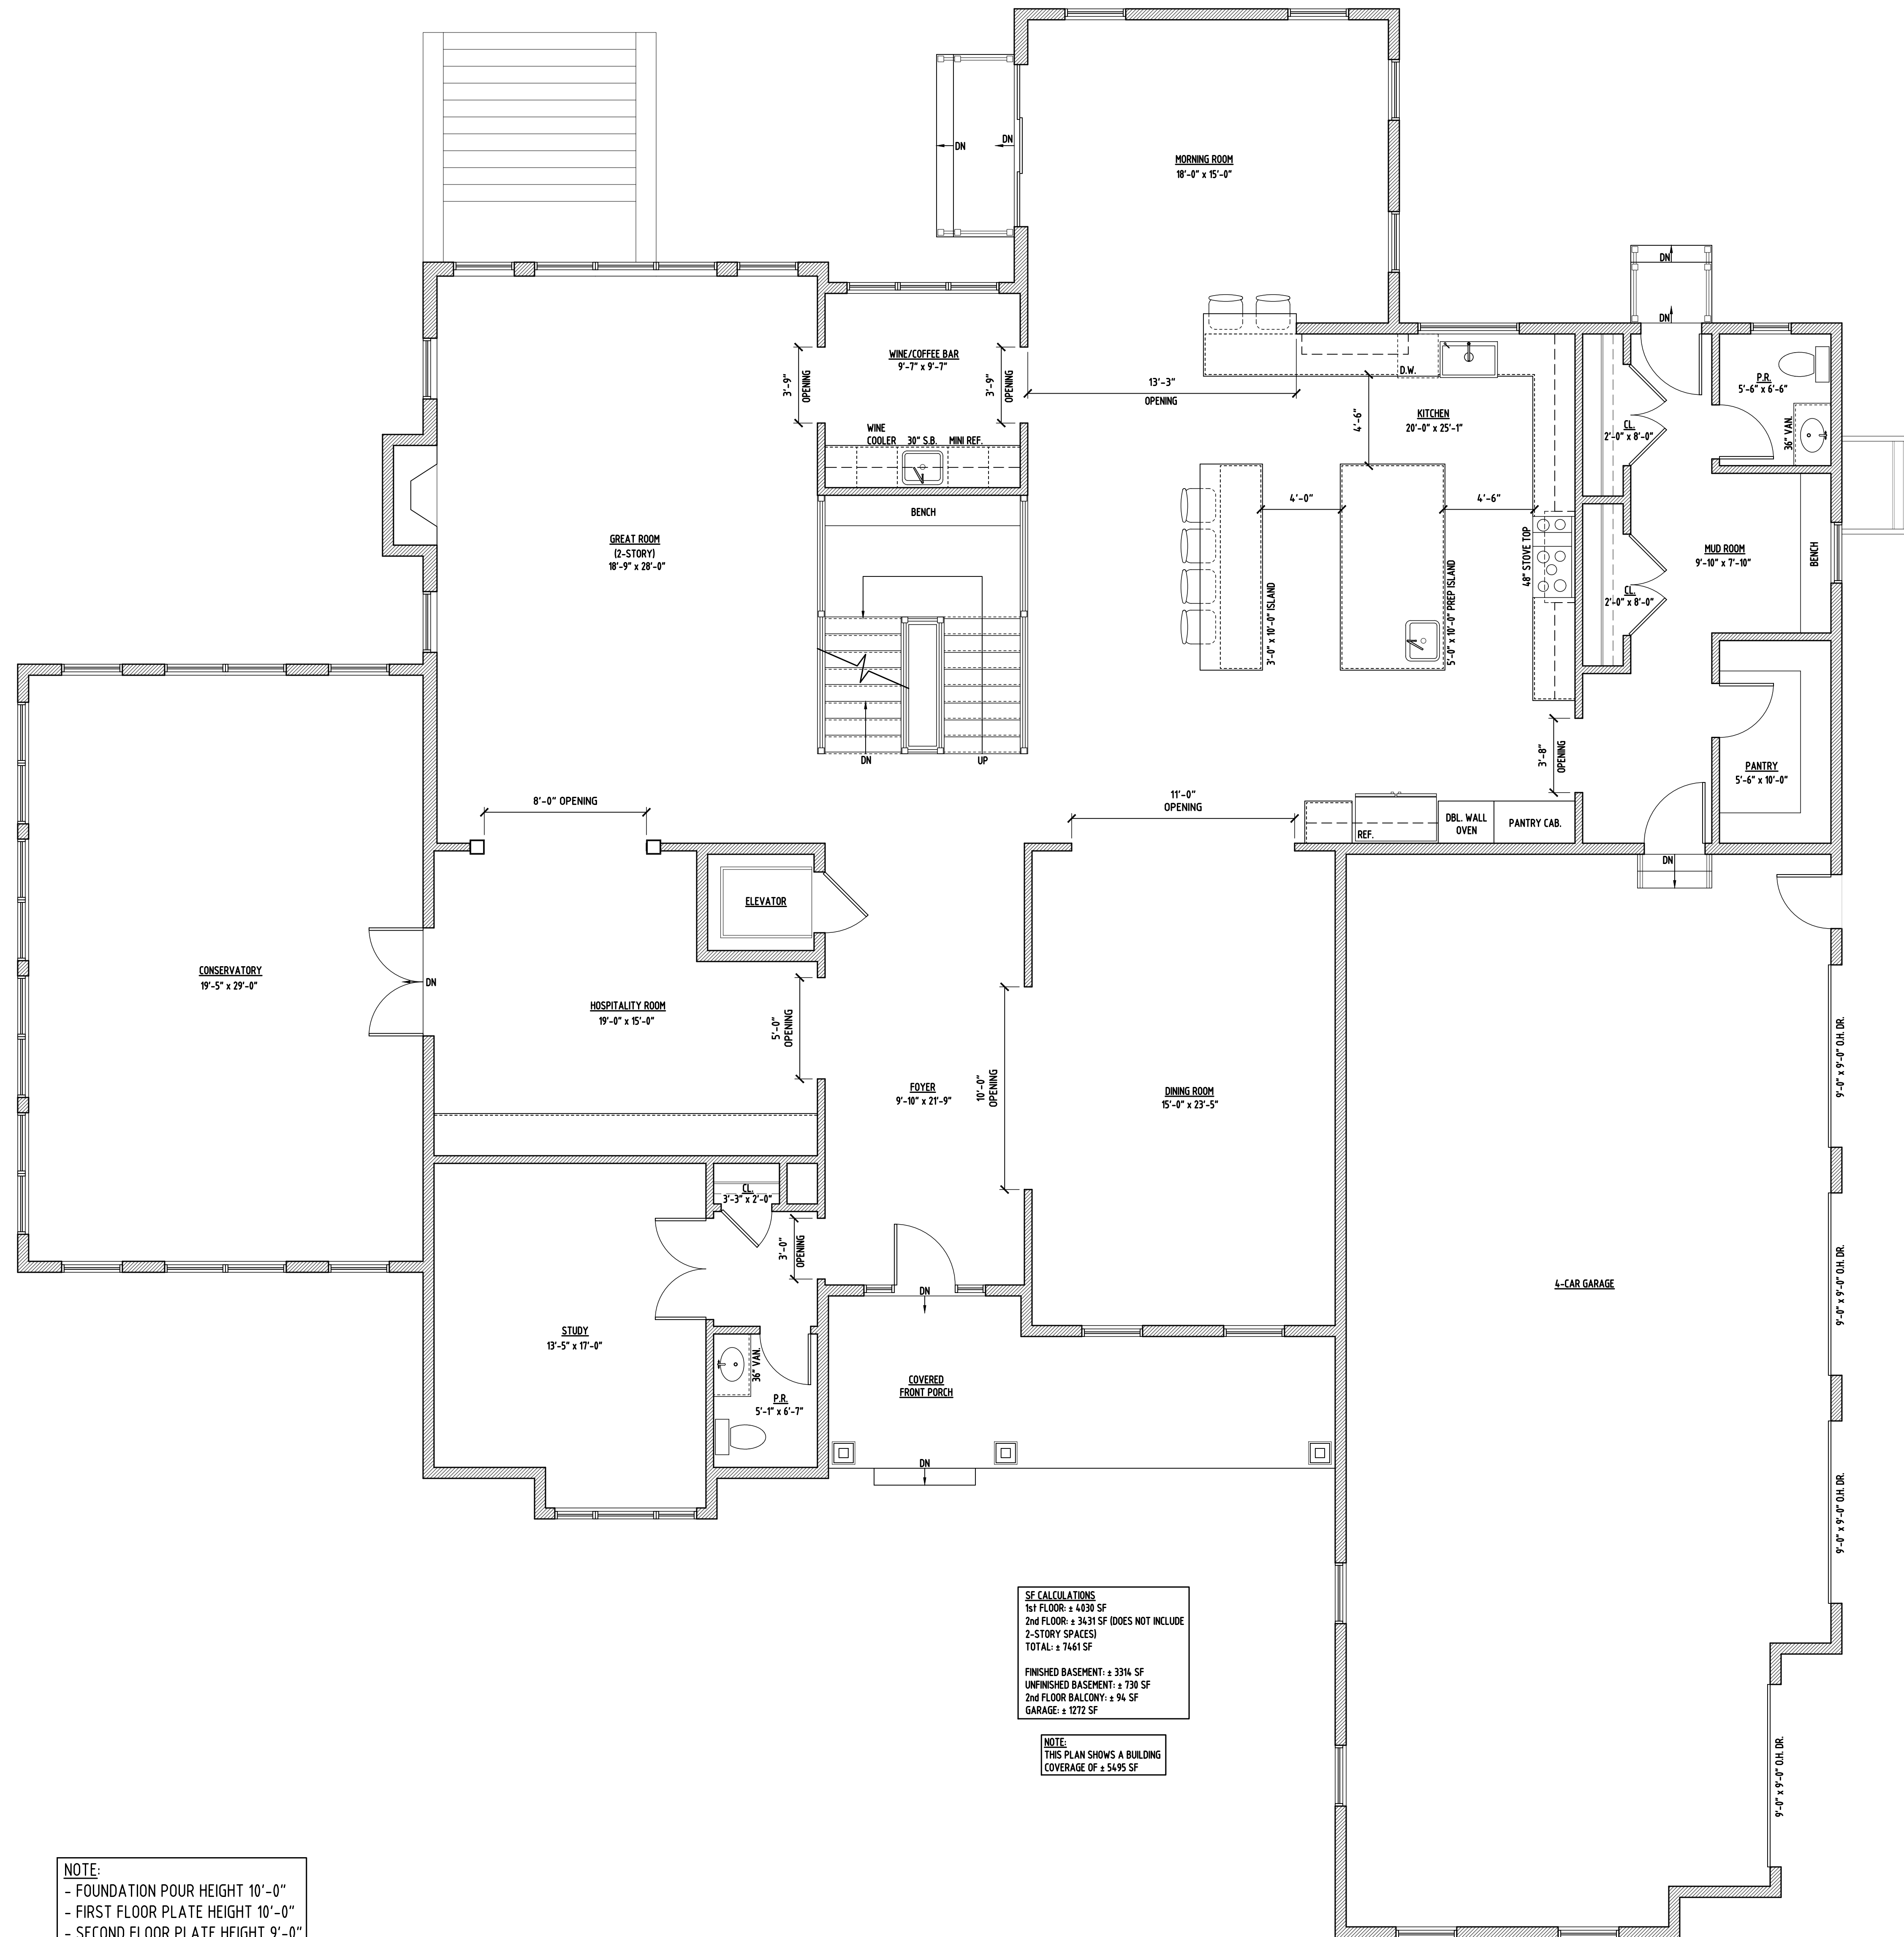 DN
DN
MORNING ROOM
18'-0" x 15'-0"
DN
DN
WINE/COFFEE BAR
9'-7" x 9'-7"
3'-9"
OPENING
3'-9"
OPENING
13'-3"
OPENING
WINE
COOLER 30" S.B. MINI REF.
BENCH
D.W.
KITCHEN
20'-0" x 25'-1"
4'-6"
4'-0"
4'-6"
3'-0" x 10'-0" ISLAND
5'-0" x 10'-0" PREP ISLAND
48" STOVE TOP
CL.
2'-0" x 8'-0"
P.R.
5'-6" x 6'-6"
36" VAN.
CL.
2'-0" x 8'-0"
MUD ROOM
9'-10" x 7'-10"
BENCH
GREAT ROOM
(2-STORY)
18'-9" x 28'-0"
DN
UP
3'-8"
OPENING
PANTRY
5'-6" x 10'-0"
8'-0" OPENING
11'-0"
OPENING
REF.
DBL. WALL
OVEN
PANTRY CAB.
DN
ELEVATOR
CONSERVATORY
19'-5" x 29'-0"
DN
HOSPITALITY ROOM
19'-0" x 15'-0"
5'-0"
OPENING
FOYER
9'-10" x 21'-9"
10'-0"
OPENING
DINING ROOM
15'-0" x 23'-5"
9'-0" x 9'-0" O.H. DR.
9'-0" x 9'-0" O.H. DR.
9'-0" x 9'-0" O.H. DR.
9'-0" x 9'-0" O.H. DR.
4-CAR GARAGE
CL.
3'-3" x 2'-0"
3'-0"
OPENING
DN
STUDY
13'-5" x 17'-0"
36" VAN.
P.R.
5'-1" x 6'-7"
COVERED
FRONT PORCH
DN
SF CALCULATIONS
1st FLOOR: ± 4030 SF
2nd FLOOR: ± 3431 SF (DOES NOT INCLUDE
2-STORY SPACES)
TOTAL: ± 7461 SF
FINISHED BASEMENT: ± 3314 SF
UNFINISHED BASEMENT: ± 730 SF
2nd FLOOR BALCONY: ± 94 SF
GARAGE: ± 1272 SF
NOTE:
THIS PLAN SHOWS A BUILDING
COVERAGE OF ± 5495 SF
NOTE:
- FOUNDATION POUR HEIGHT 10'-0"
- FIRST FLOOR PLATE HEIGHT 10'-0"
- SECOND FLOOR PLATE HEIGHT 9'-0"